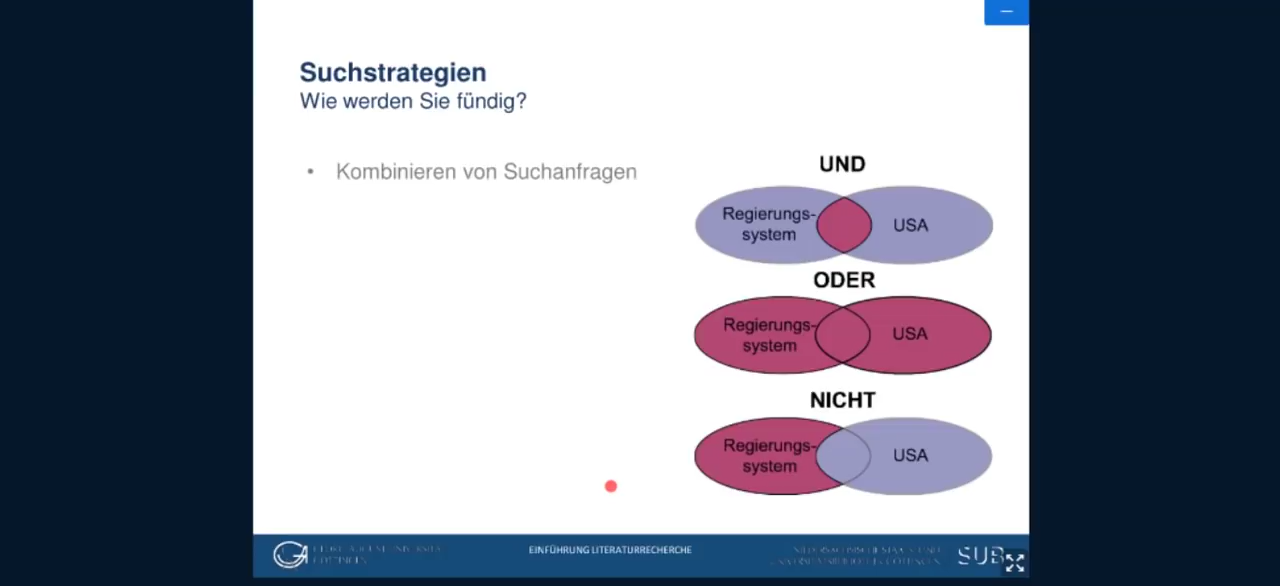 Suchstrategien
Wie werden Sie fündig?
• Kombinieren von Suchanfragen
UND
Regierungs-
system
USA
ODER
Regierungs-
system
USA
NICHT
Regierungs-
system
USA
EINFÜHRUNG LITERATURRECHERCHE
SUB